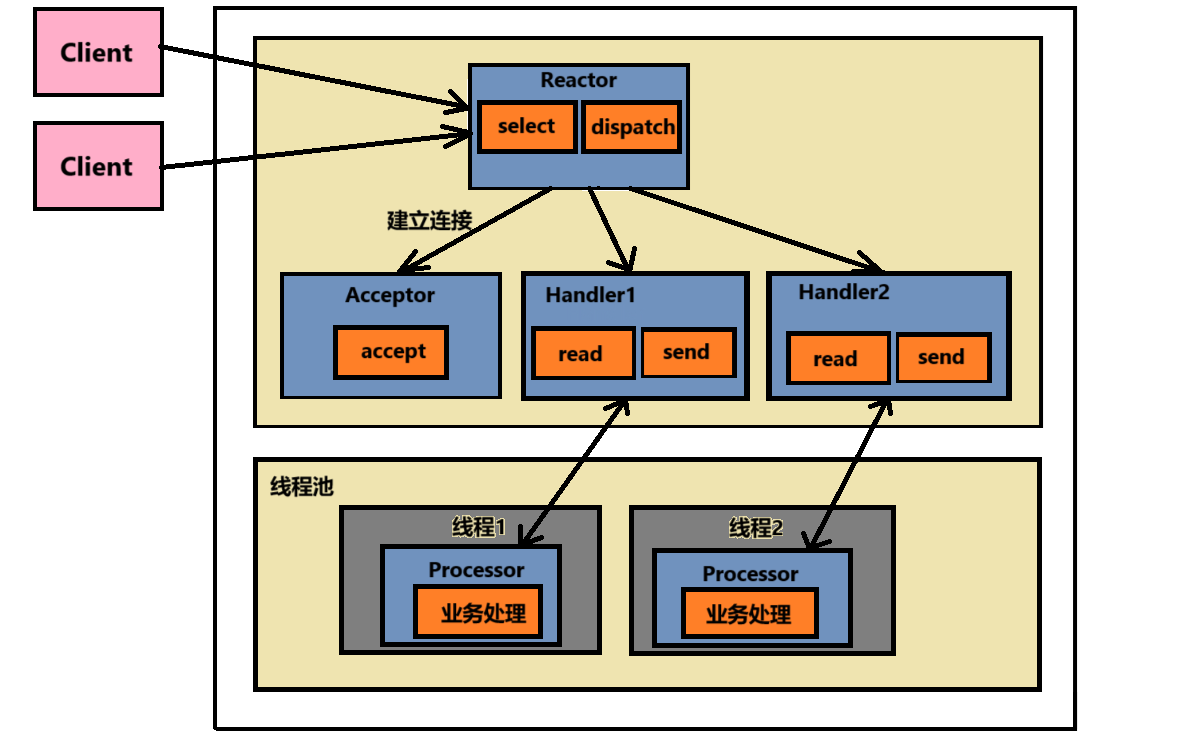 Client
Client
Reactor
select
dispatch
建立连接
Acceptor
accept
Handler1
read
send
Handler2
read
send
线程池
线程1
Processor
业务处理
线程2
Processor
业务处理